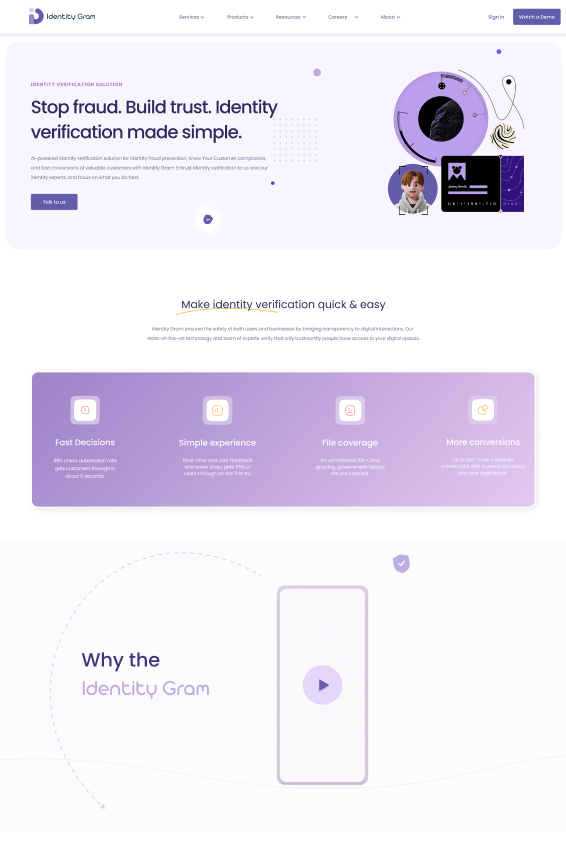 Identity Gram
Services
Products
Resources
Careers
About
Sign in
Watch a Demo
IDENTITY VERIFICATION SOLUTION
Stop fraud. Build trust. Identity
verification made simple.
AI-powered identity verification solution for identity fraud prevention, Know Your Customer compliance,
and fast conversions of valuable customers with Identity Gram. Entrust identity verification to us and our
identity experts, and focus on what you do best.
Talk to us
Jenny Smith
Make identity verification quick & easy
Identity Gram ensures the safety of both users and businesses by bringing transparency to digital interactions. Our
state-of-the-art technology and team of experts verify that only trustworthy people have access to your digital spaces.
Fast Decisions
98% check automation rate
gets customers through in
about 6 seconds.
Simple experience
Real-time end user feedback
and fewer steps gets 95% of
users through on the first try.
File coverage
An unmatched 10K+, and
growing, government-issued
IDs are covered.
More conversions
Up to 30% more customer
conversions with superior accuracy
and user experience.
Why the
Identity Gram